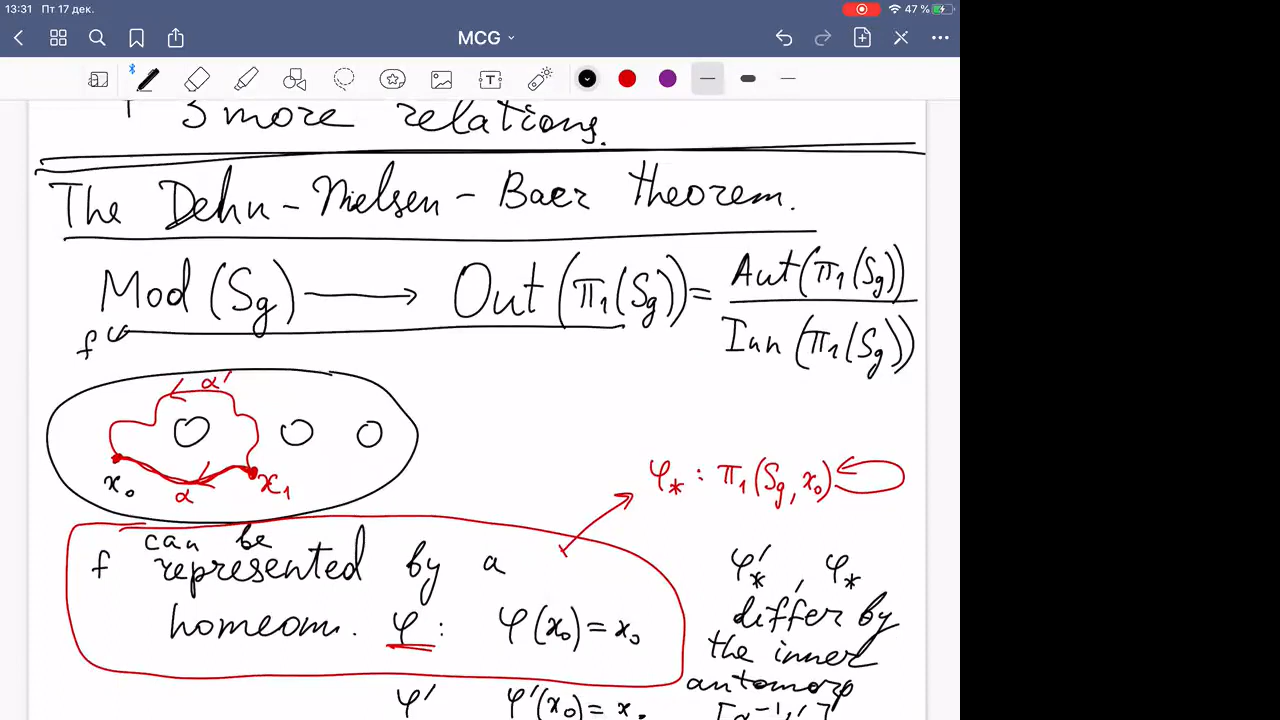 13:31 Пт 17 дек.
47 %
MCG
+ 3 more relations.
The Dehn - Nielsen - Baer theorem.
Mod (Sg) ⟶ Out (π₁(Sg)) = Aut(π₁(Sg)) / Inn (π₁(Sg))
f
α'
x₀
α
x₁
φ* : π₁(Sg, x₀)
can be
f represented by a
homeom. φ : φ(x₀) = x₀
φ'*, φ*
differ by
the inner
automorp
φ' φ'(x₀) = x.